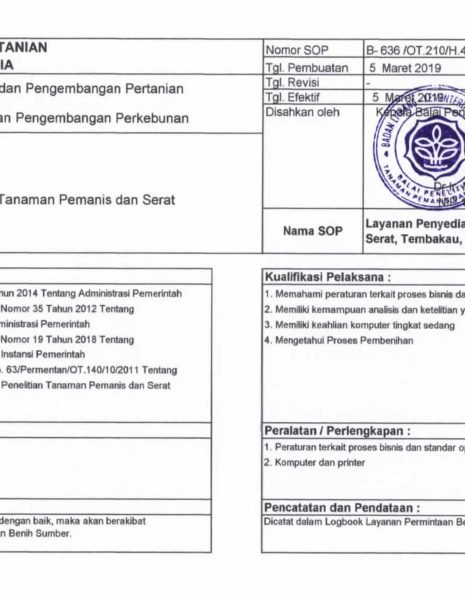 TANIAN
IA
dan Pengembangan Pertanian
an Pengembangan Perkebunan
Tanaman Pemanis dan Serat
Nomor SOP B- 636 /OT.210/H.4
Tgl. Pembuatan 5 Maret 2019
Tgl. Revisi -
Tgl. Efektif 5 Maret 2019
Disahkan oleh Kepala Balai Pen
BADAN LITBANG
BALAI PENELITIAN
TANAMAN PEMANIS DAN
Nama SOP
Layanan Penyedia
Serat, Tembakau,
hun 2014 Tentang Administrasi Pemerintah
Nomor 35 Tahun 2012 Tentang
ministrasi Pemerintah
Nomor 19 Tahun 2018 Tentang
Instansi Pemerintah
o. 63/Permentan/OT.140/10/2011 Tentang
Penelitian Tanaman Pemanis dan Serat
dengan baik, maka akan berakibat
n Benih Sumber.
Kualifikasi Pelaksana :
1. Memahami peraturan terkait proses bisnis da
2. Memiliki kemampuan analisis dan ketelitian y
3. Memiliki keahlian komputer tingkat sedang
4. Mengetahui Proses Pembenihan
Peralatan / Perlengkapan :
1. Peraturan terkait proses bisnis dan standar op
2. Komputer dan printer
Pencatatan dan Pendataan :
Dicatat dalam Logbook Layanan Permintaan Be